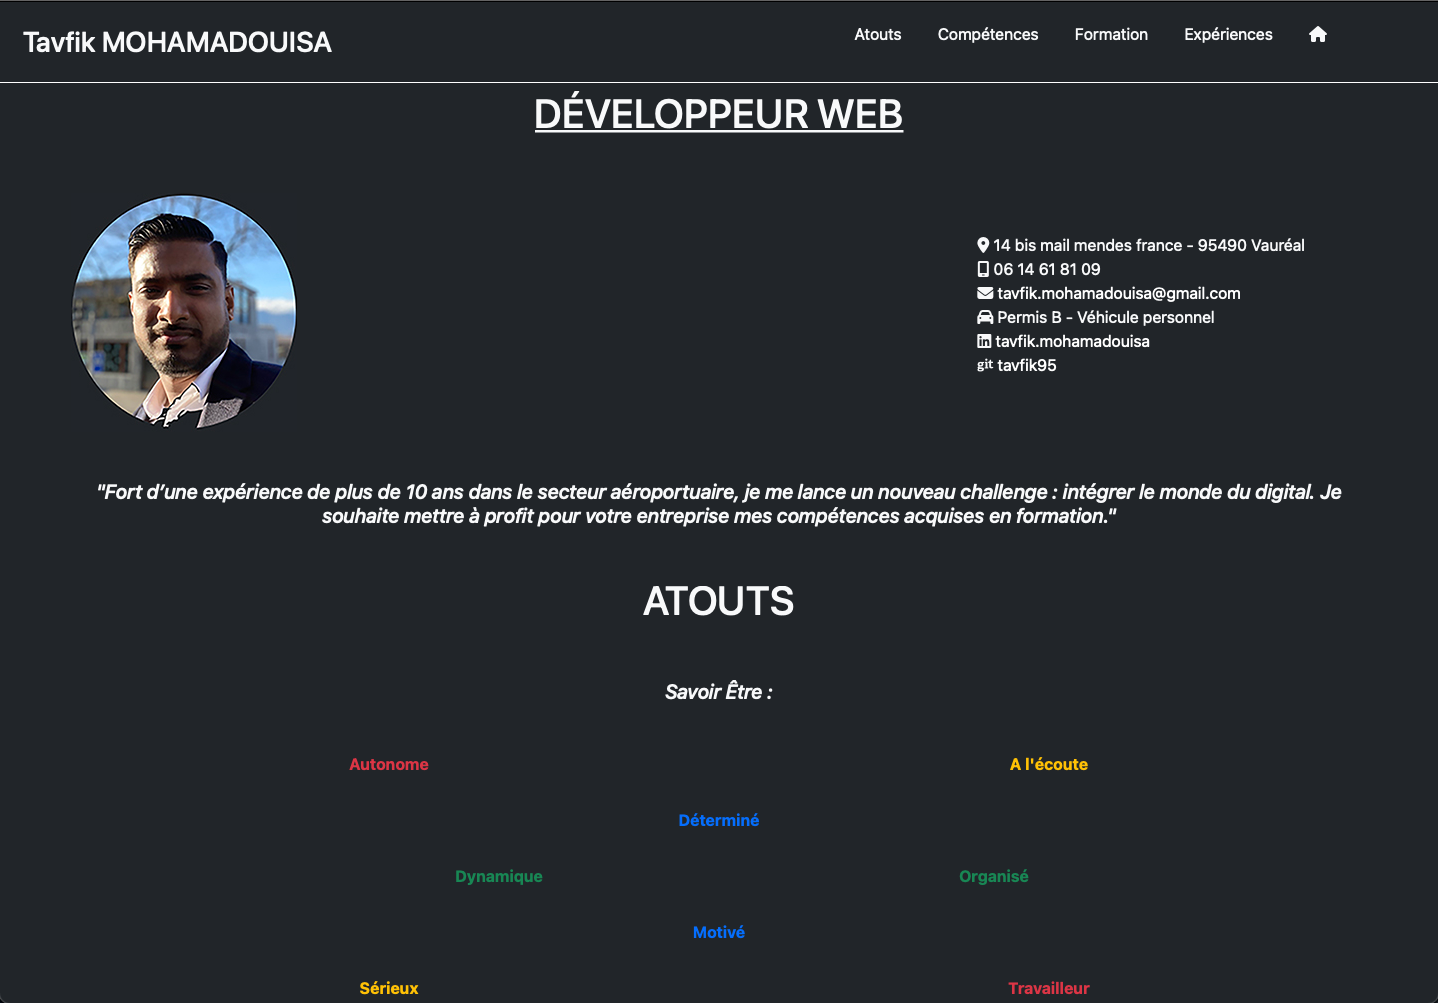 Tavfik MOHAMADOUISA
Atouts Compétences Formation Expériences
DÉVELOPPEUR WEB
14 bis mail mendes france - 95490 Vauréal
06 14 61 81 09
tavfik.mohamadouisa@gmail.com
Permis B - Véhicule personnel
tavfik.mohamadouisa
git tavfik95
"Fort d’une expérience de plus de 10 ans dans le secteur aéroportuaire, je me lance un nouveau challenge : intégrer le monde du digital. Je
souhaite mettre à profit pour votre entreprise mes compétences acquises en formation."
ATOUTS
Savoir Être :
Autonome A l'écoute
Déterminé
Dynamique Organisé
Motivé
Sérieux Travailleur